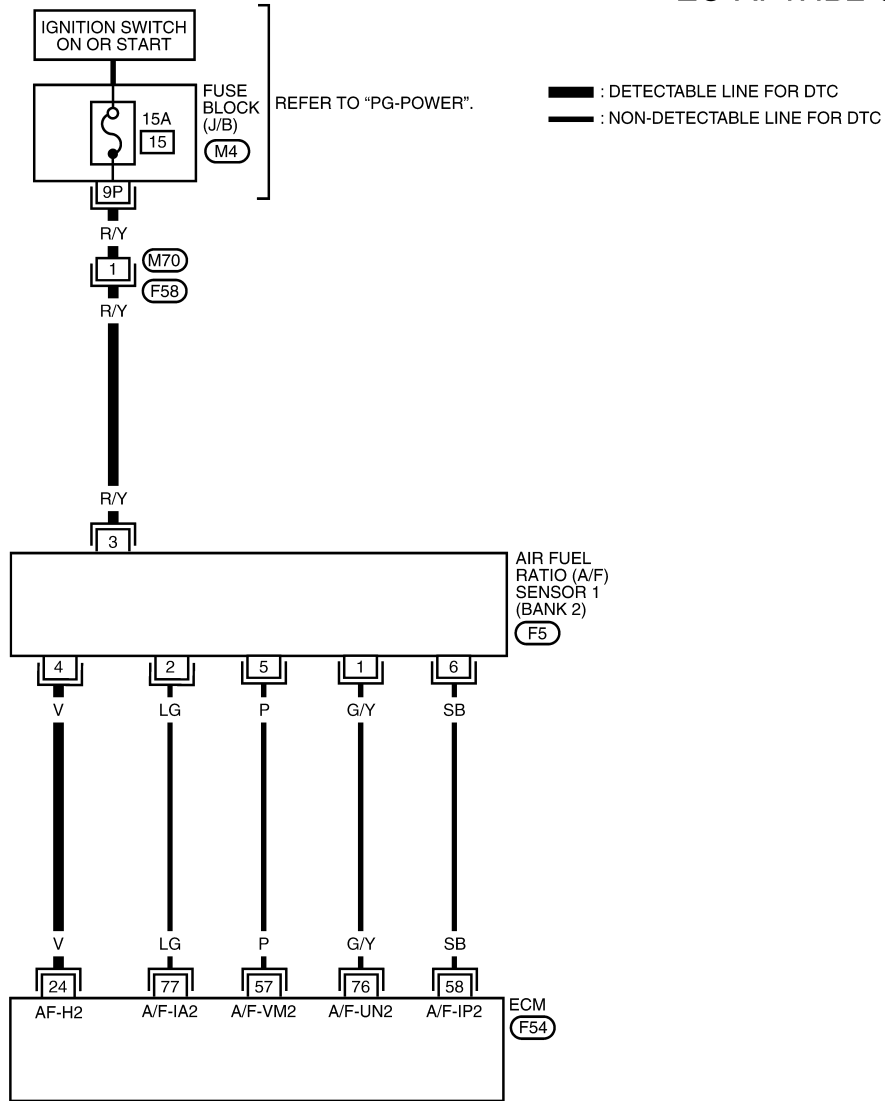 IGNITION SWITCH
ON OR START
FUSE
BLOCK
(J/B)
M4
15A
15
REFER TO “PG-POWER”.
: DETECTABLE LINE FOR DTC
: NON-DETECTABLE LINE FOR DTC
9P
R/Y
1
M70
F58
R/Y
R/Y
3
AIR FUEL
RATIO (A/F)
SENSOR 1
(BANK 2)
F5
4 2 5 1 6
V LG P G/Y SB
V LG P G/Y SB
24 77 57 76 58
AF-H2 A/F-IA2 A/F-VM2 A/F-UN2 A/F-IP2
ECM
F54